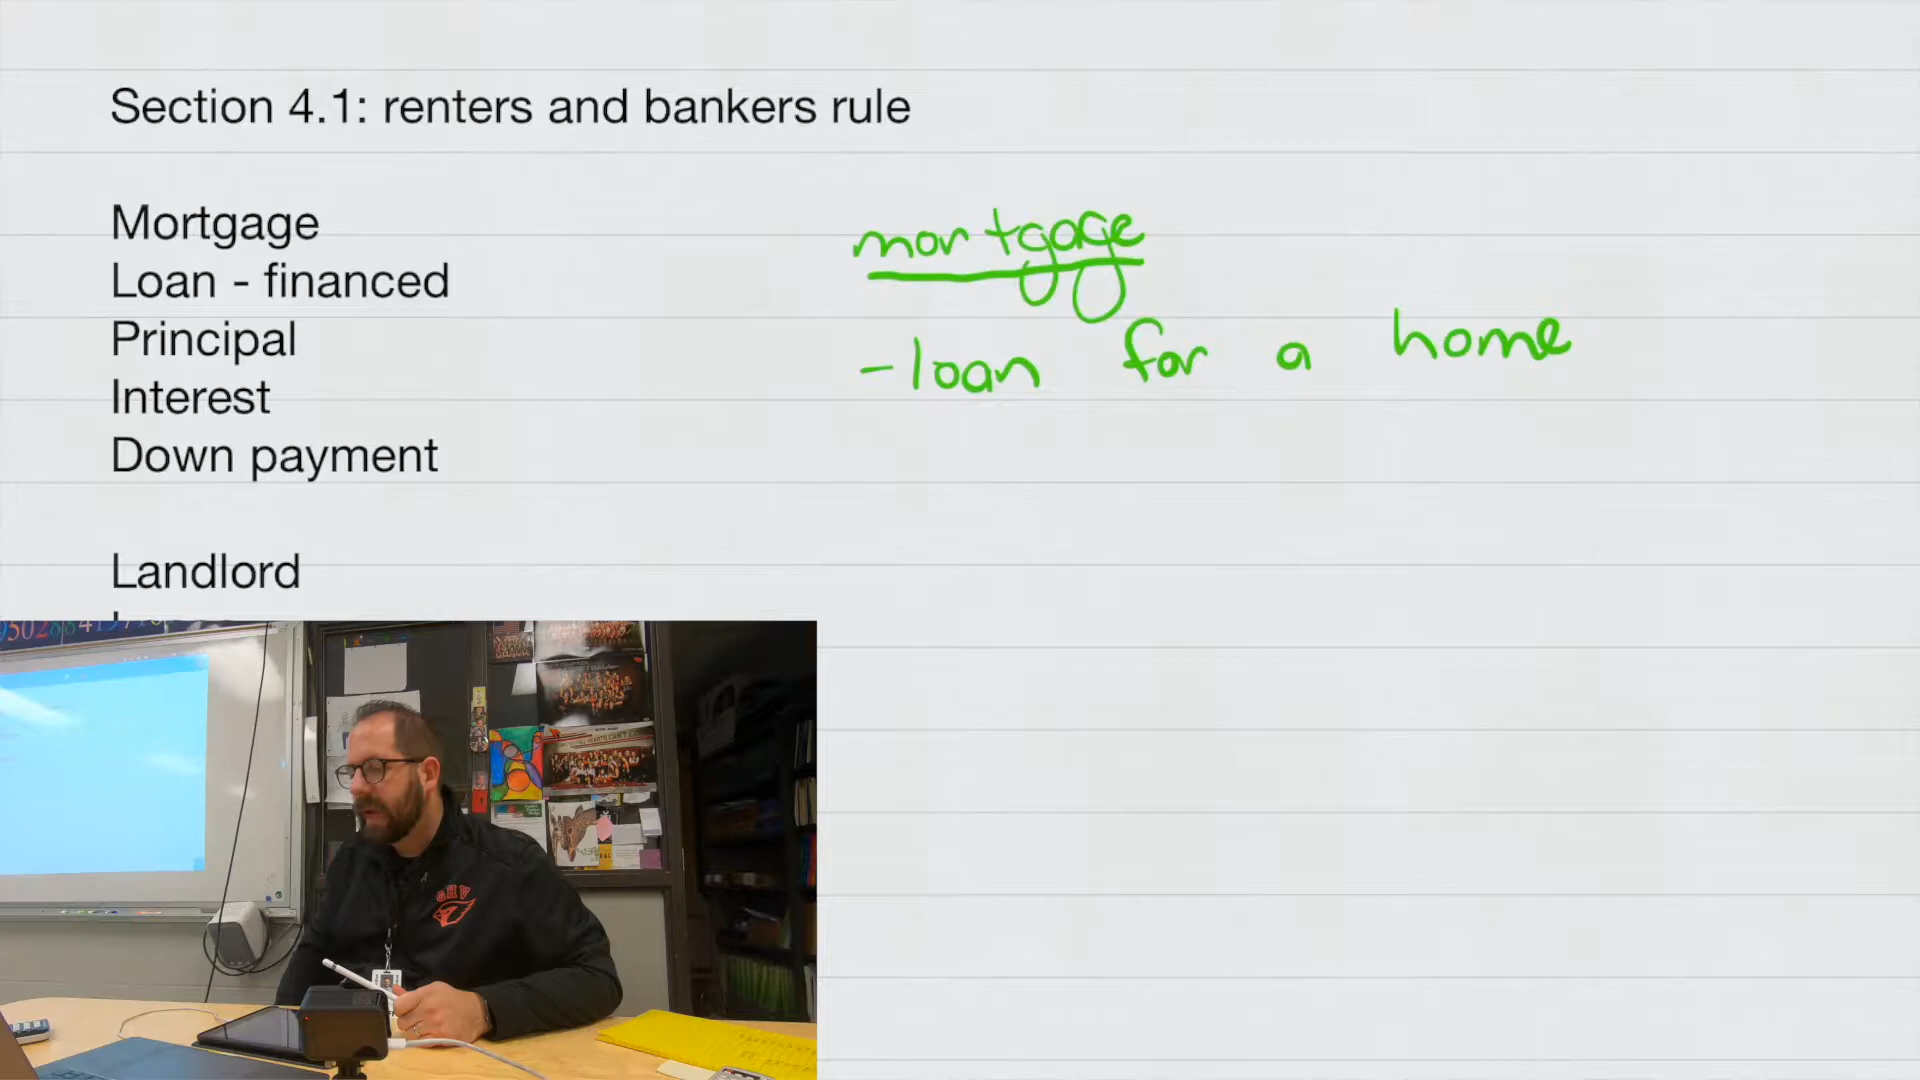 Section 4.1: renters and bankers rule
Mortgage
Loan - financed
Principal
Interest
Down payment
Landlord
mortgage
- loan for a home
GHV